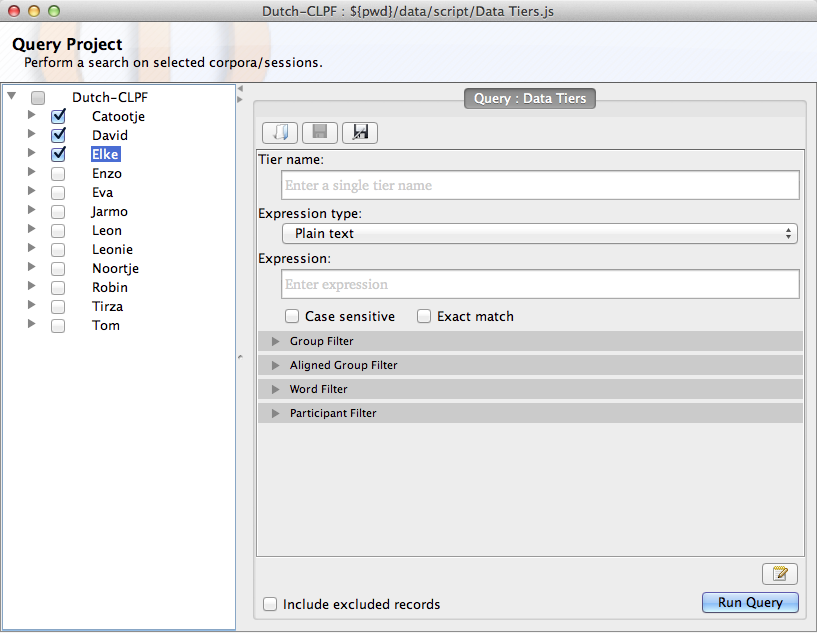 Dutch-CLPF : ${pwd}/data/script/Data Tiers.js
Query Project
Perform a search on selected corpora/sessions.
Dutch-CLPF
Catootje
David
Elke
Enzo
Eva
Jarmo
Leon
Leonie
Noortje
Robin
Tirza
Tom
Query : Data Tiers
Tier name:
Enter a single tier name
Expression type:
Plain text
Expression:
Enter expression
Case sensitive Exact match
Group Filter
Aligned Group Filter
Word Filter
Participant Filter
Include excluded records
Run Query